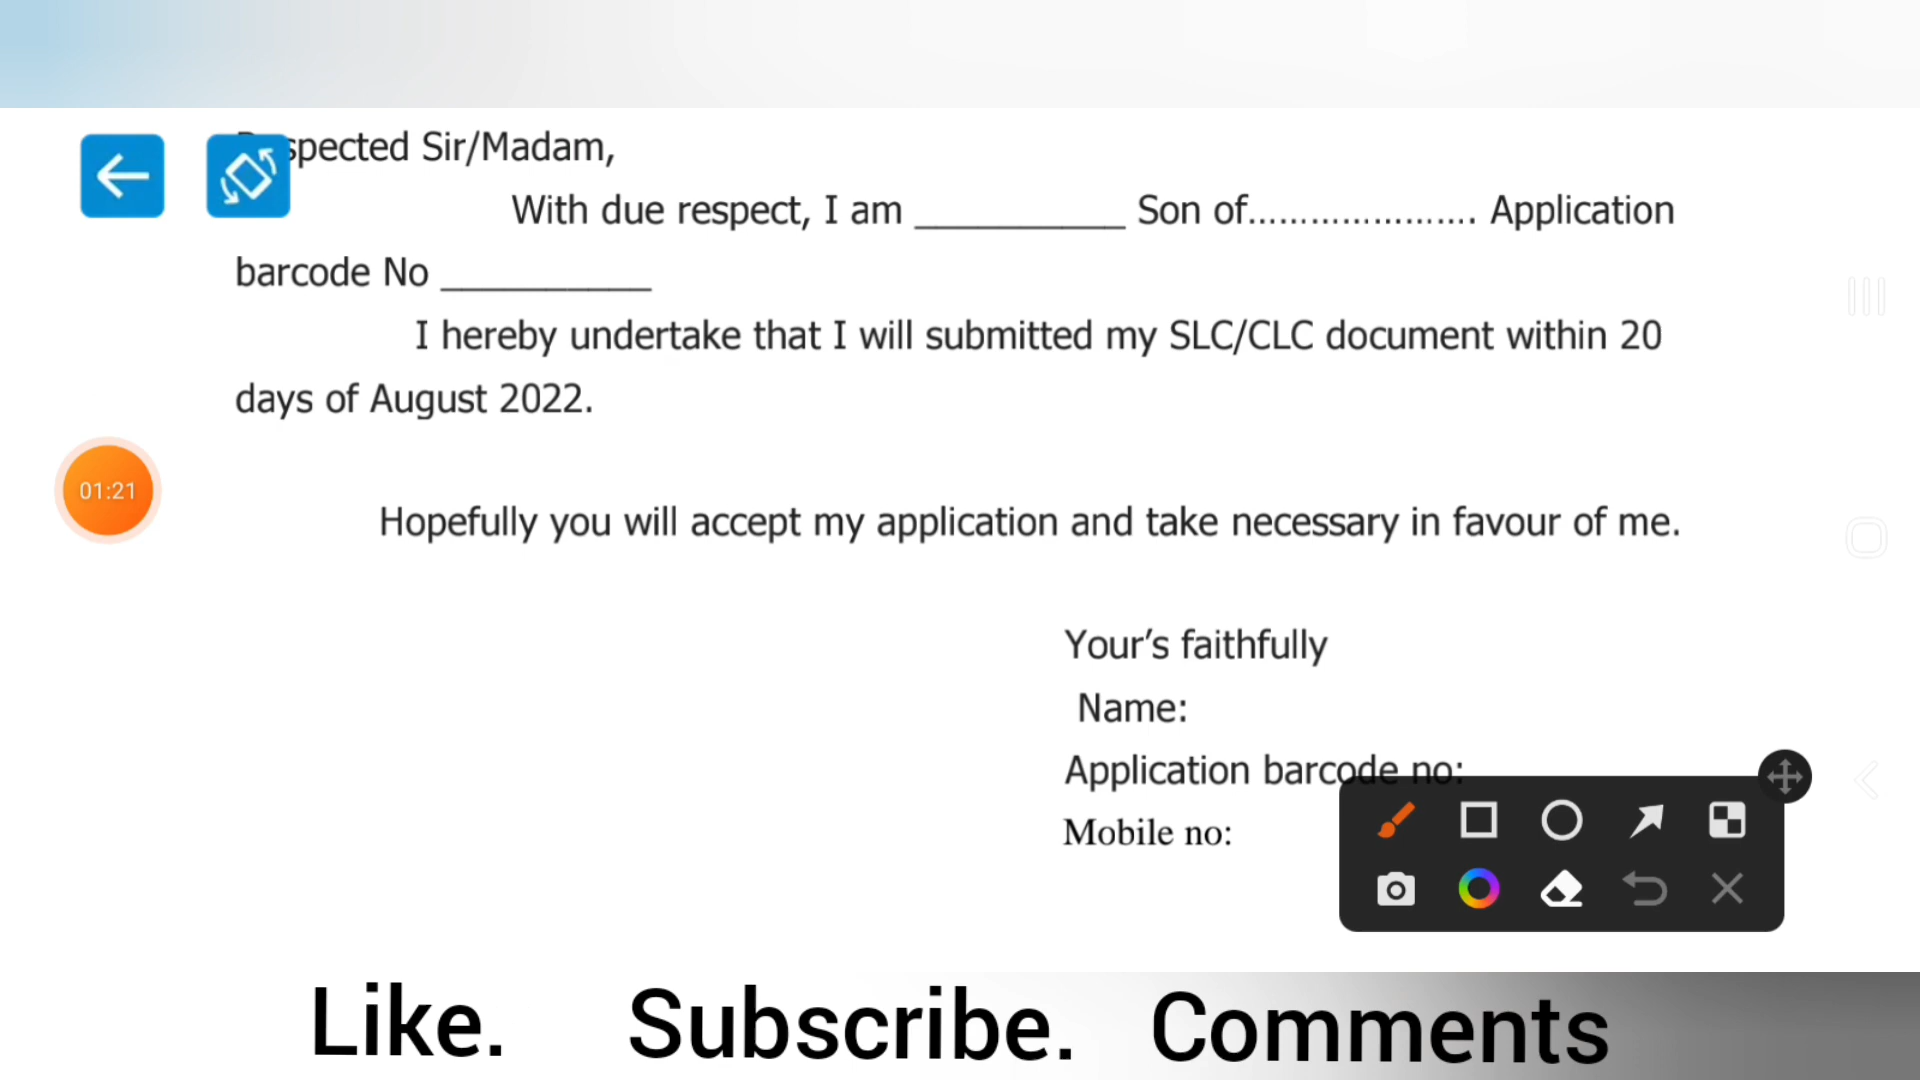 spected Sir/Madam,
With due respect, I am __________ Son of..................... Application
barcode No __________
I hereby undertake that I will submitted my SLC/CLC document within 20
days of August 2022.
01:21
Hopefully you will accept my application and take necessary in favour of me.
Your's faithfully
Name:
Application barcode no:
Mobile no:
Like. Subscribe. Comments